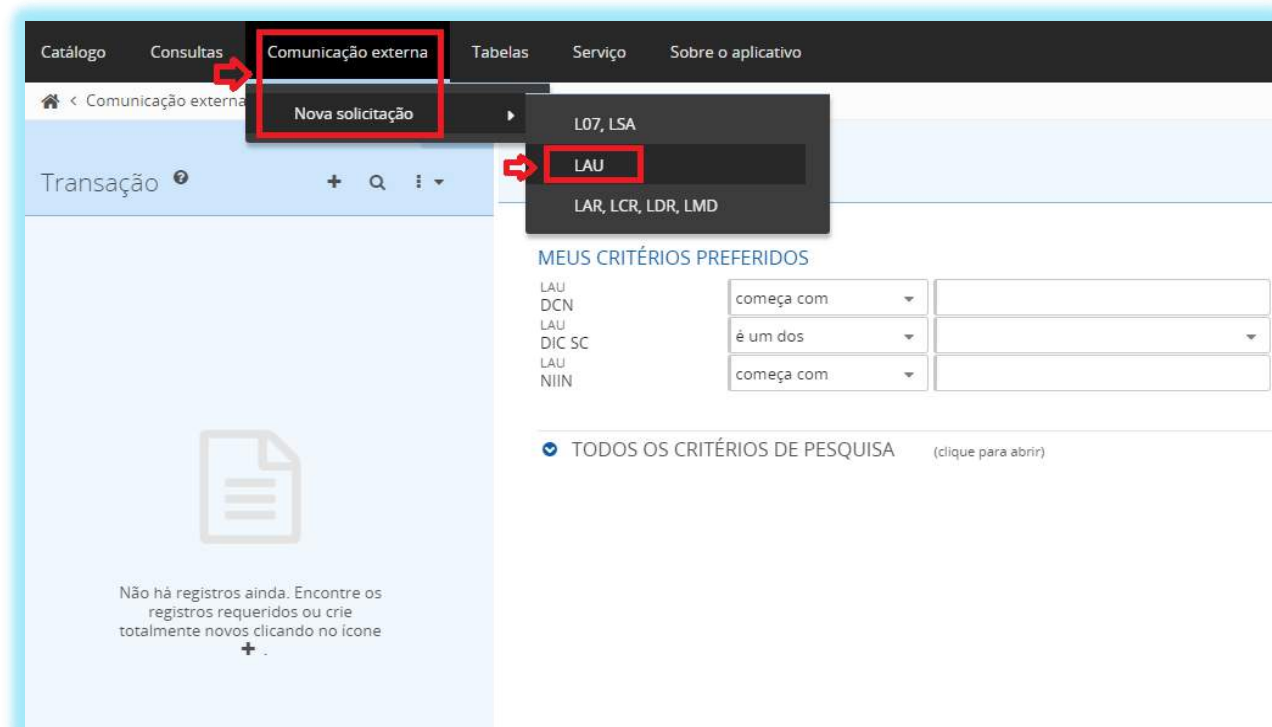 Catálogo Consultas Comunicação externa Tabelas Serviço Sobre o aplicativo
< Comunicação externa
Nova solicitação
L07, LSA
LAU
LAR, LCR, LDR, LMD
Transação
MEUS CRITÉRIOS PREFERIDOS
LAU
DCN começa com
LAU
DIC SC é um dos
LAU
NIIN começa com
TODOS OS CRITÉRIOS DE PESQUISA (clique para abrir)
Não há registros ainda. Encontre os
registros requeridos ou crie
totalmente novos clicando no ícone
+ .